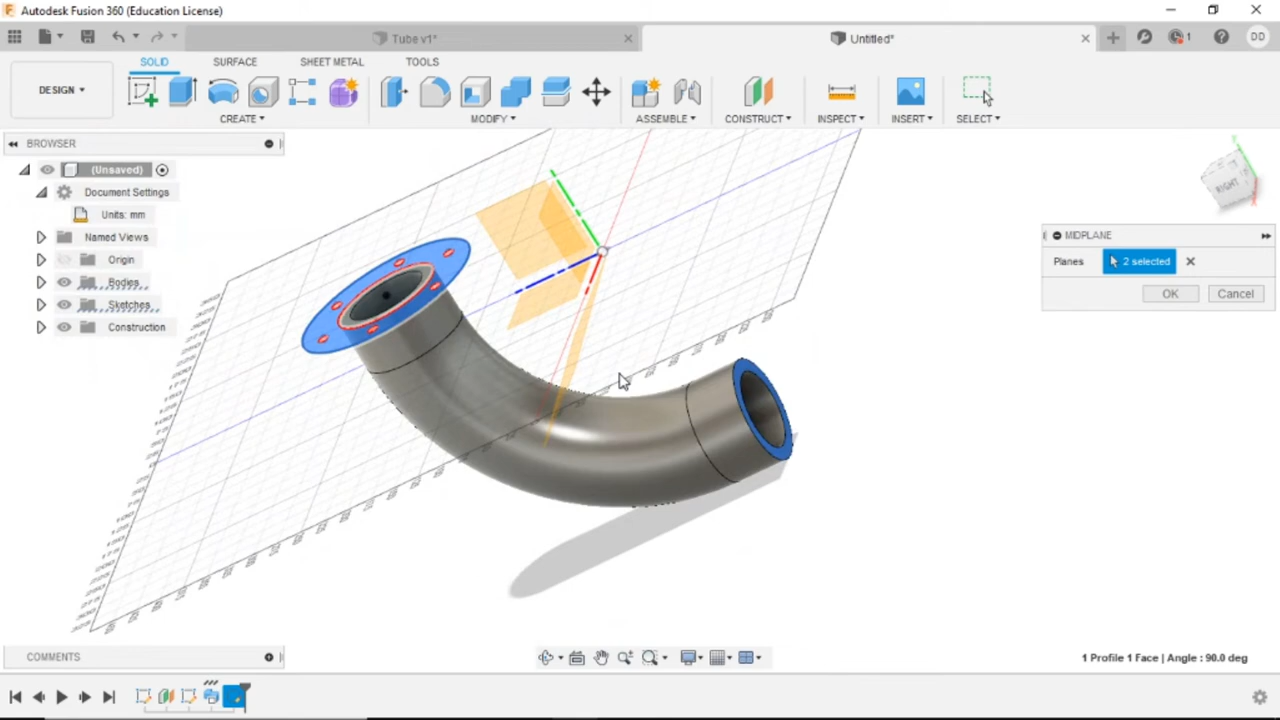 Autodesk Fusion 360 (Education License)
Tube v1*
Untitled*
DD
SOLID
SURFACE
SHEET METAL
TOOLS
DESIGN
CREATE
MODIFY
ASSEMBLE
CONSTRUCT
INSPECT
INSERT
SELECT
BROWSER
(Unsaved)
Document Settings
Units: mm
Named Views
Origin
Bodies
Sketches
Construction
RIGHT
MIDPLANE
Planes
2 selected
OK
Cancel
COMMENTS
1 Profile 1 Face | Angle : 90.0 deg